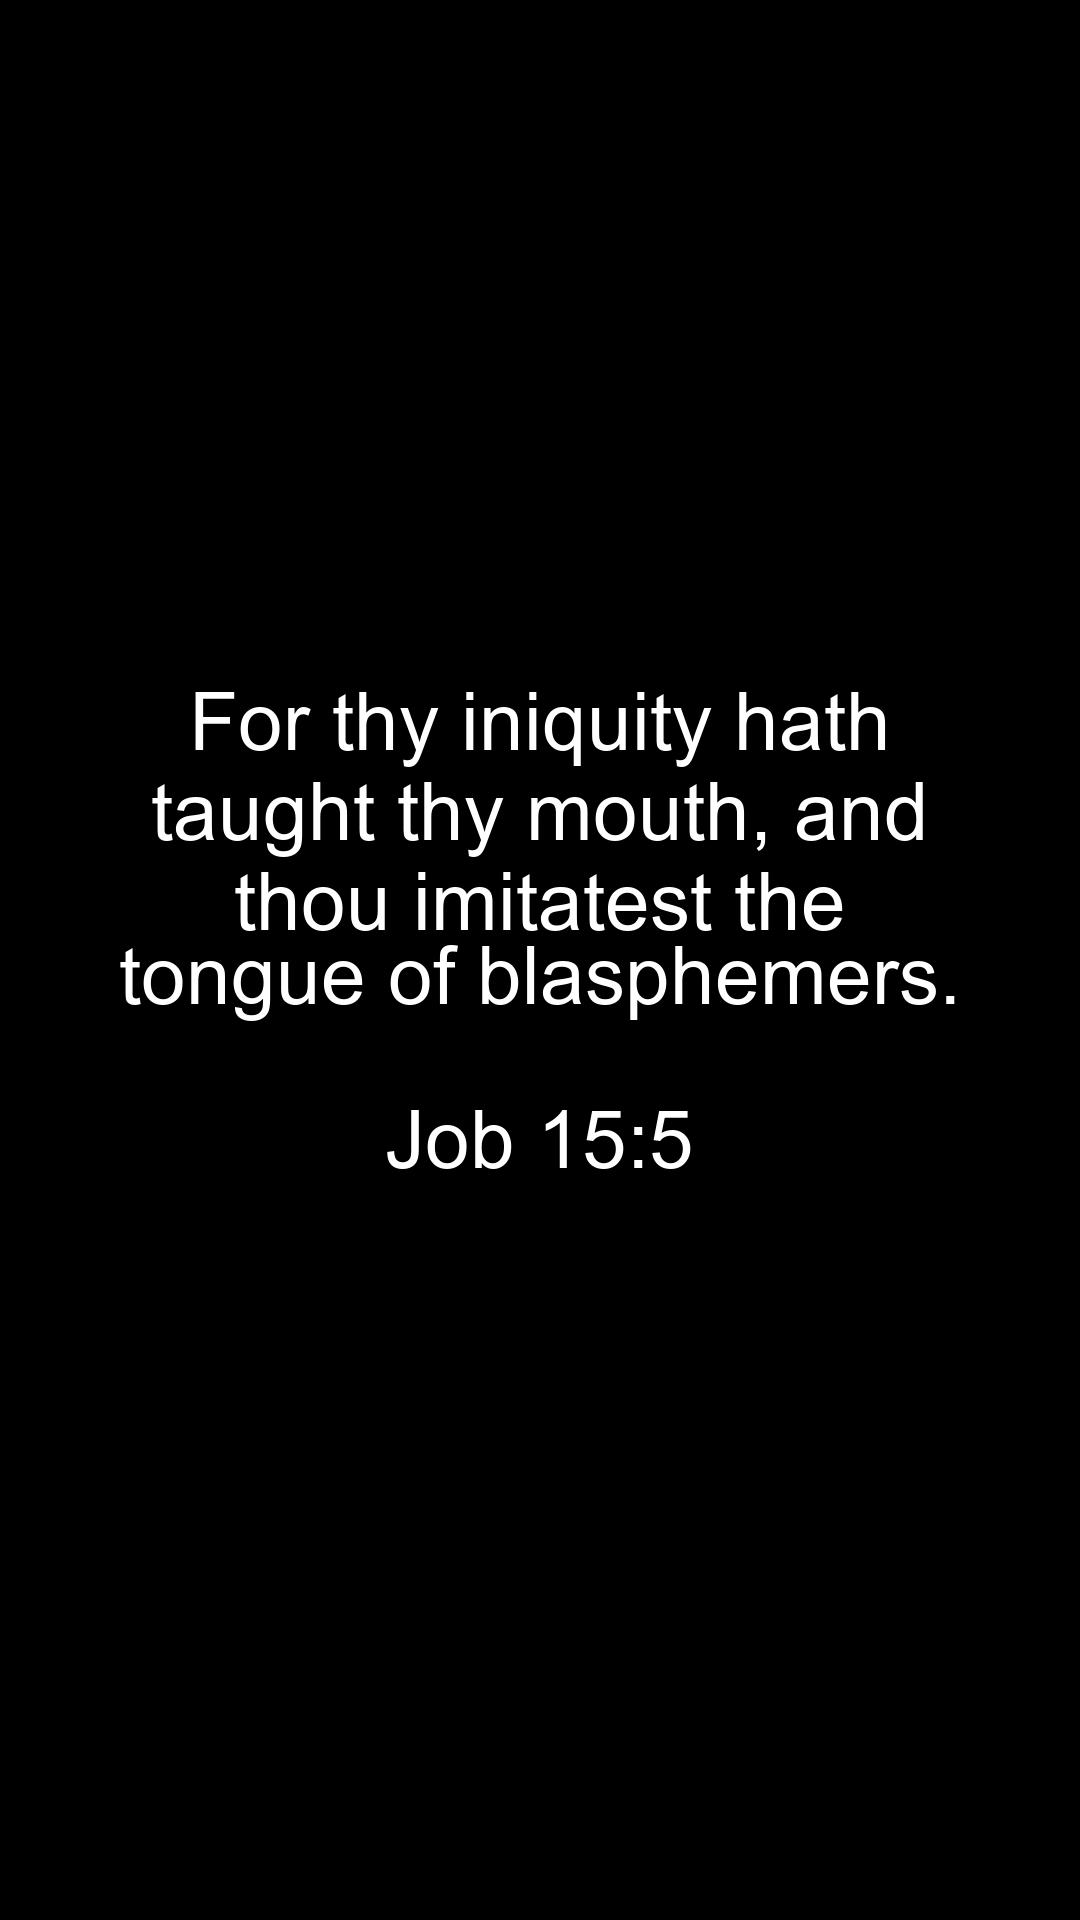 For thy iniquity hath
taught thy mouth, and
thou imitatest the
tongue of blasphemers.
Job 15:5